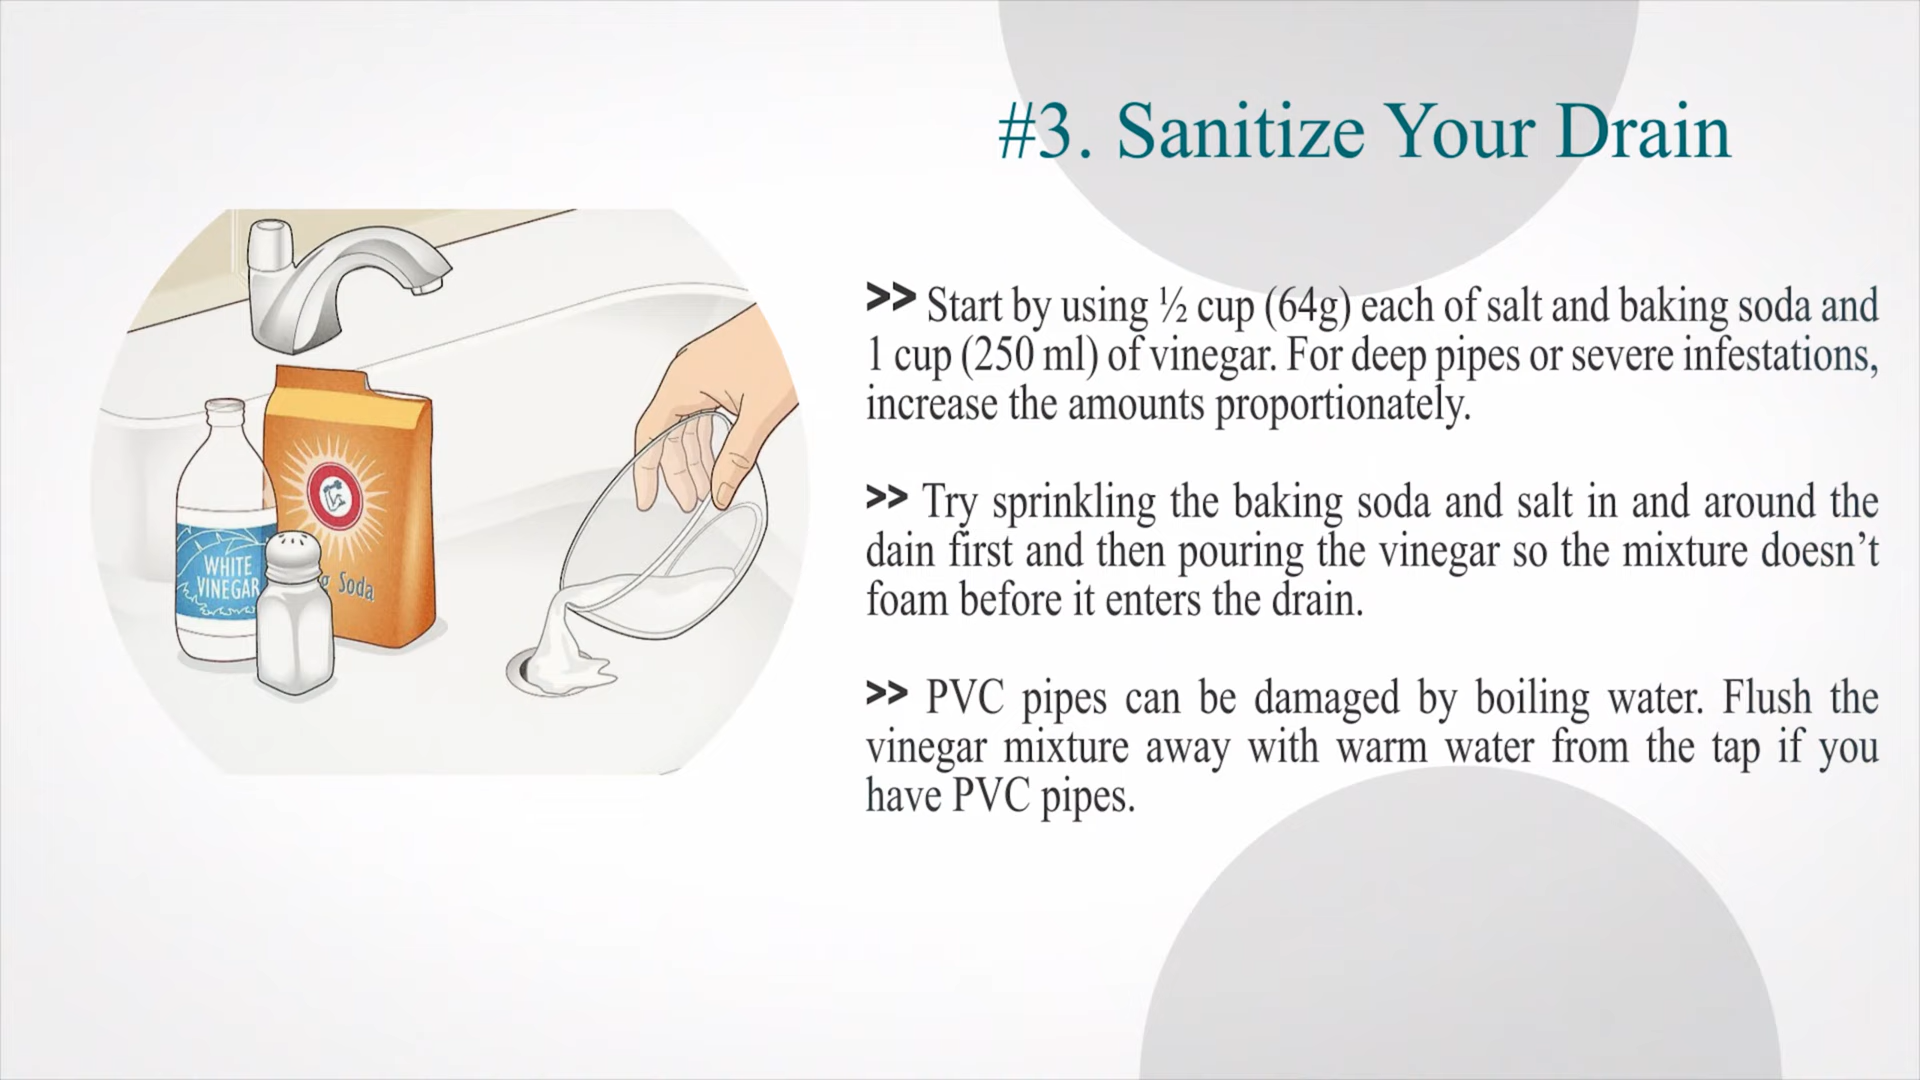 #3. Sanitize Your Drain
>> Start by using ½ cup (64g) each of salt and baking soda and
1 cup (250 ml) of vinegar. For deep pipes or severe infestations,
increase the amounts proportionately.
>> Try sprinkling the baking soda and salt in and around the
dain first and then pouring the vinegar so the mixture doesn’t
foam before it enters the drain.
>> PVC pipes can be damaged by boiling water. Flush the
vinegar mixture away with warm water from the tap if you
have PVC pipes.
WHITE
VINEGAR
g Soda